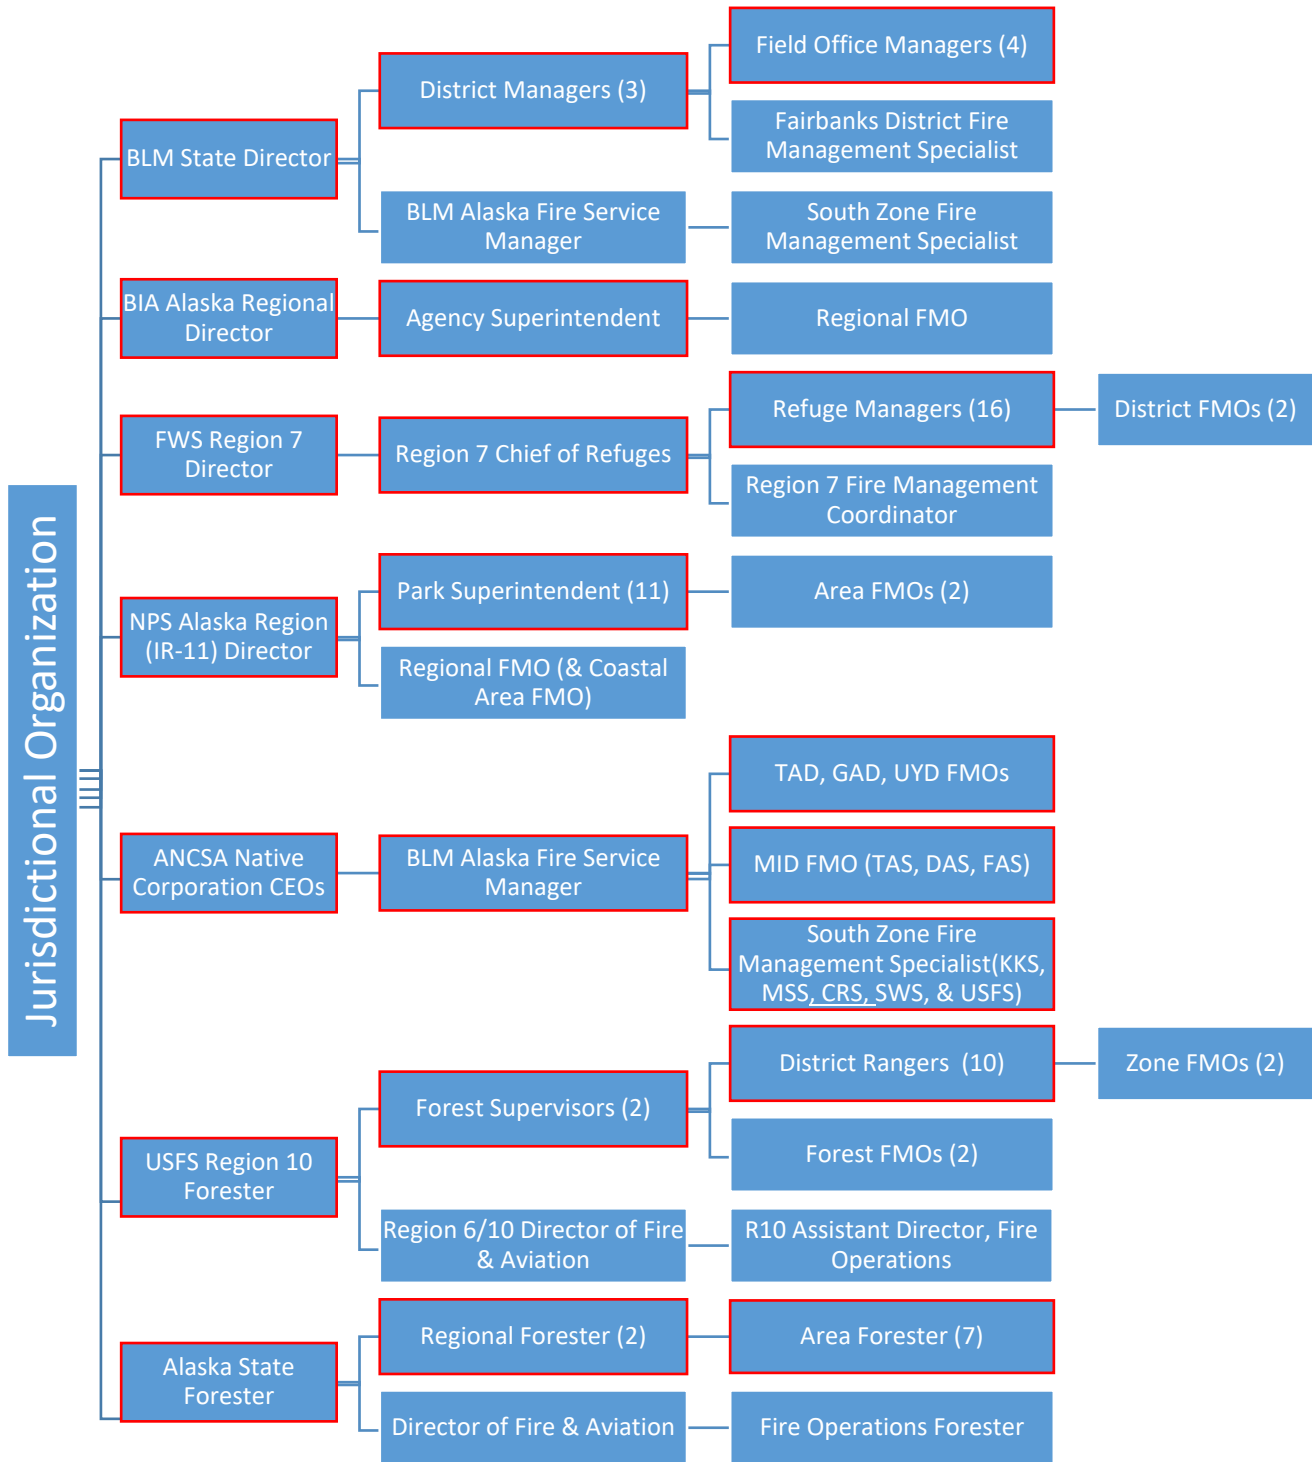 Jurisdictional Organization
BLM State Director
District Managers (3)
Field Office Managers (4)
Fairbanks District Fire
Management Specialist
BLM Alaska Fire Service
Manager
South Zone Fire
Management Specialist
BIA Alaska Regional
Director
Agency Superintendent
Regional FMO
FWS Region 7
Director
Region 7 Chief of Refuges
Refuge Managers (16)
District FMOs (2)
Region 7 Fire Management
Coordinator
NPS Alaska Region
(IR-11) Director
Park Superintendent (11)
Area FMOs (2)
Regional FMO (& Coastal
Area FMO)
ANCSA Native
Corporation CEOs
BLM Alaska Fire Service
Manager
TAD, GAD, UYD FMOs
MID FMO (TAS, DAS, FAS)
South Zone Fire
Management Specialist(KKS,
MSS, CRS, SWS, & USFS)
USFS Region 10
Forester
Forest Supervisors (2)
District Rangers (10)
Zone FMOs (2)
Forest FMOs (2)
Region 6/10 Director of Fire
& Aviation
R10 Assistant Director, Fire
Operations
Alaska State
Forester
Regional Forester (2)
Area Forester (7)
Director of Fire & Aviation
Fire Operations Forester